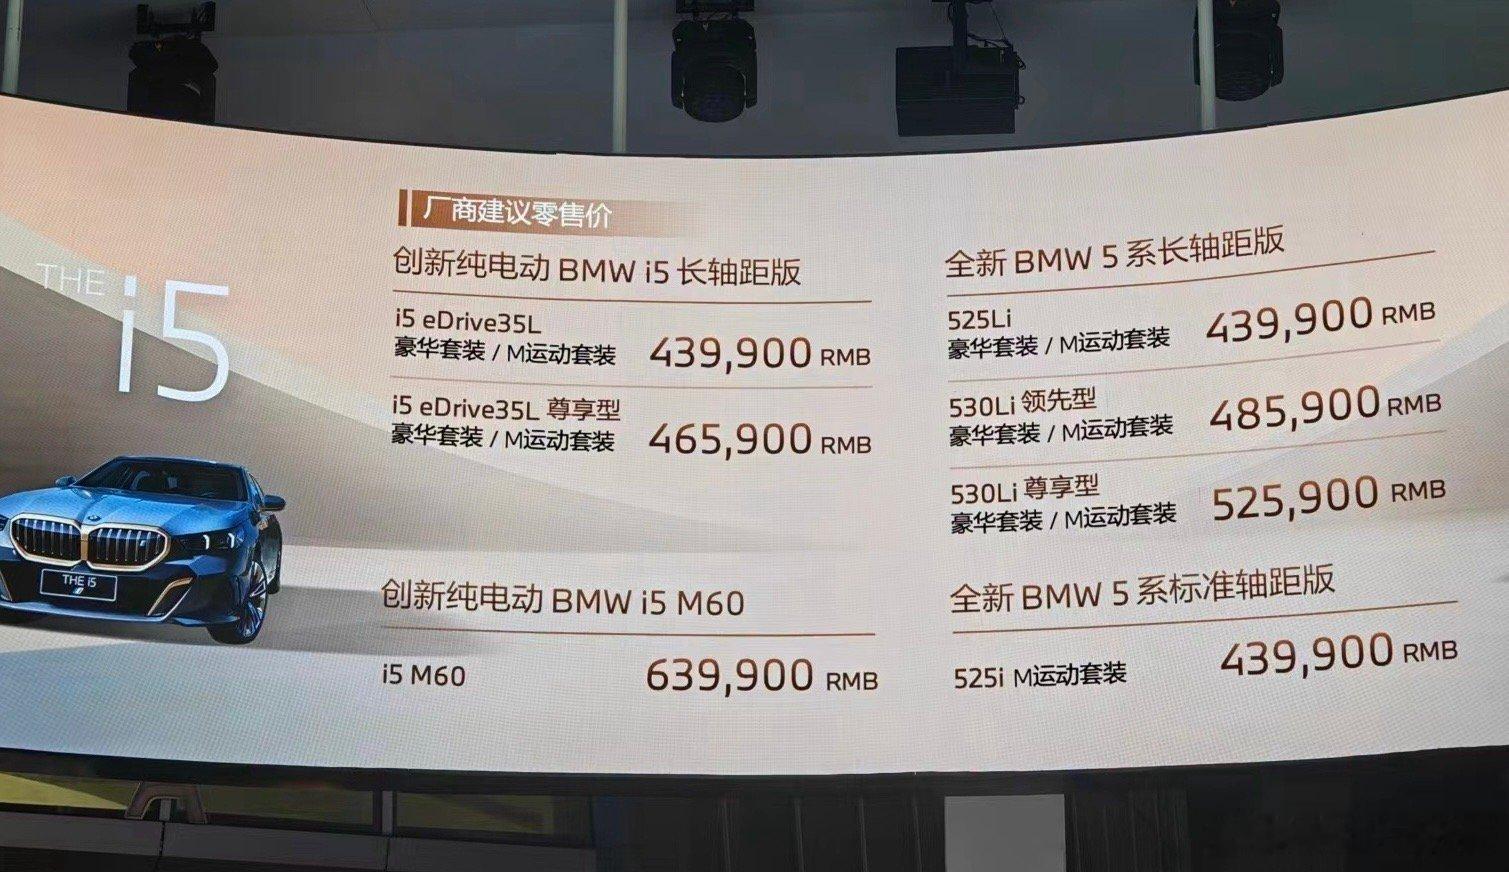 THE
i5
THE i5
厂商建议零售价
创新纯电动 BMW i5 长轴距版
i5 eDrive35L
豪华套装 / M运动套装 439,900 RMB
i5 eDrive35L 尊享型
豪华套装 / M运动套装 465,900 RMB
创新纯电动 BMW i5 M60
i5 M60 639,900 RMB
全新 BMW 5 系长轴距版
525Li
豪华套装 / M运动套装 439,900 RMB
530Li 领先型
豪华套装 / M运动套装 485,900 RMB
530Li 尊享型
豪华套装 / M运动套装 525,900 RMB
全新 BMW 5 系标准轴距版
525i M运动套装 439,900 RMB